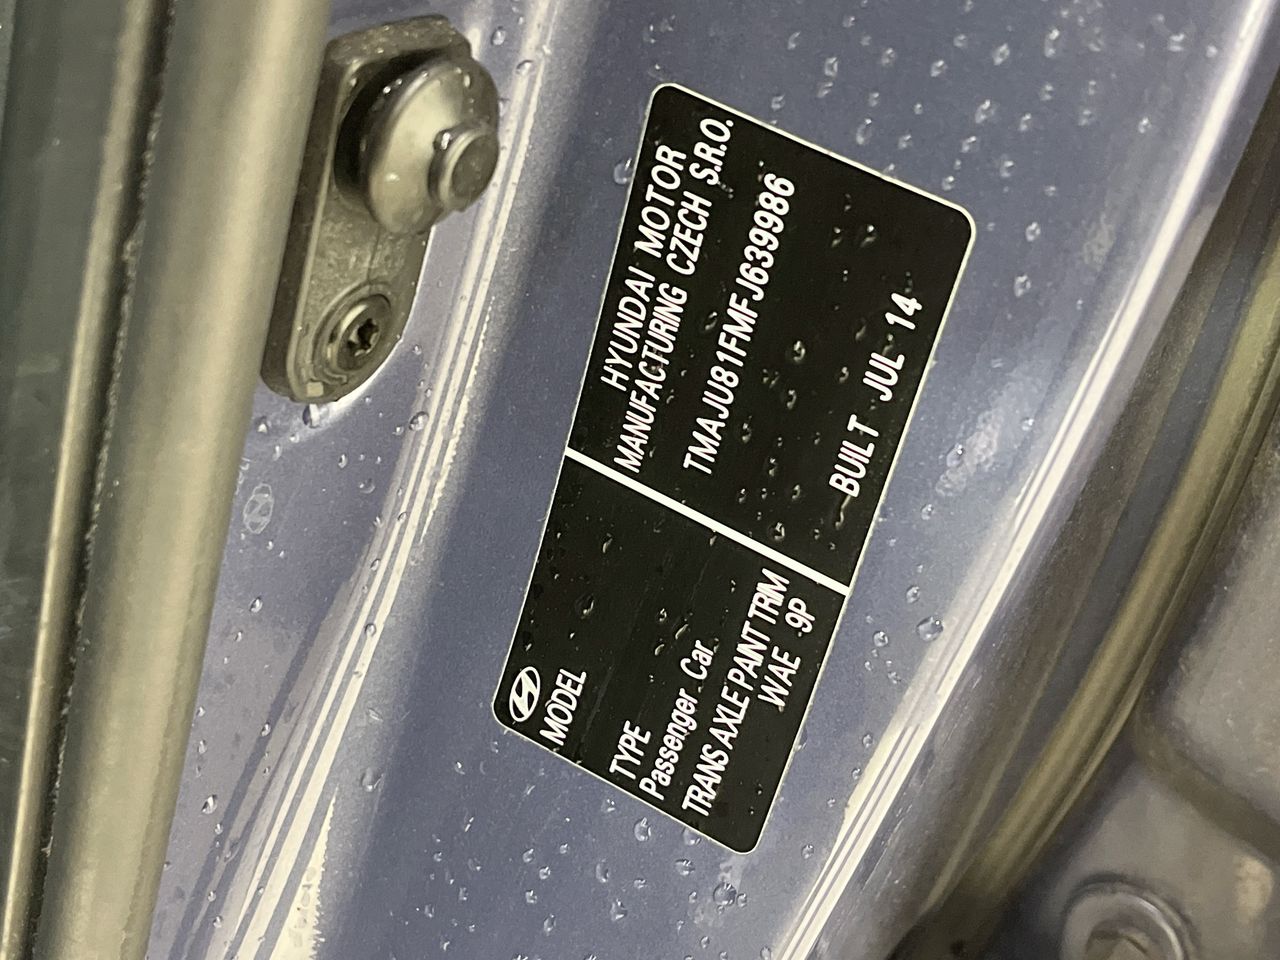 HYUNDAI MOTOR
MANUFACTURING CZECH S.R.O.
TMAJU81FMFJ639986
BUILT JUL 14
MODEL
TYPE
Passenger Car
TRANS AXLE PAINT TRIM
WAE 9P